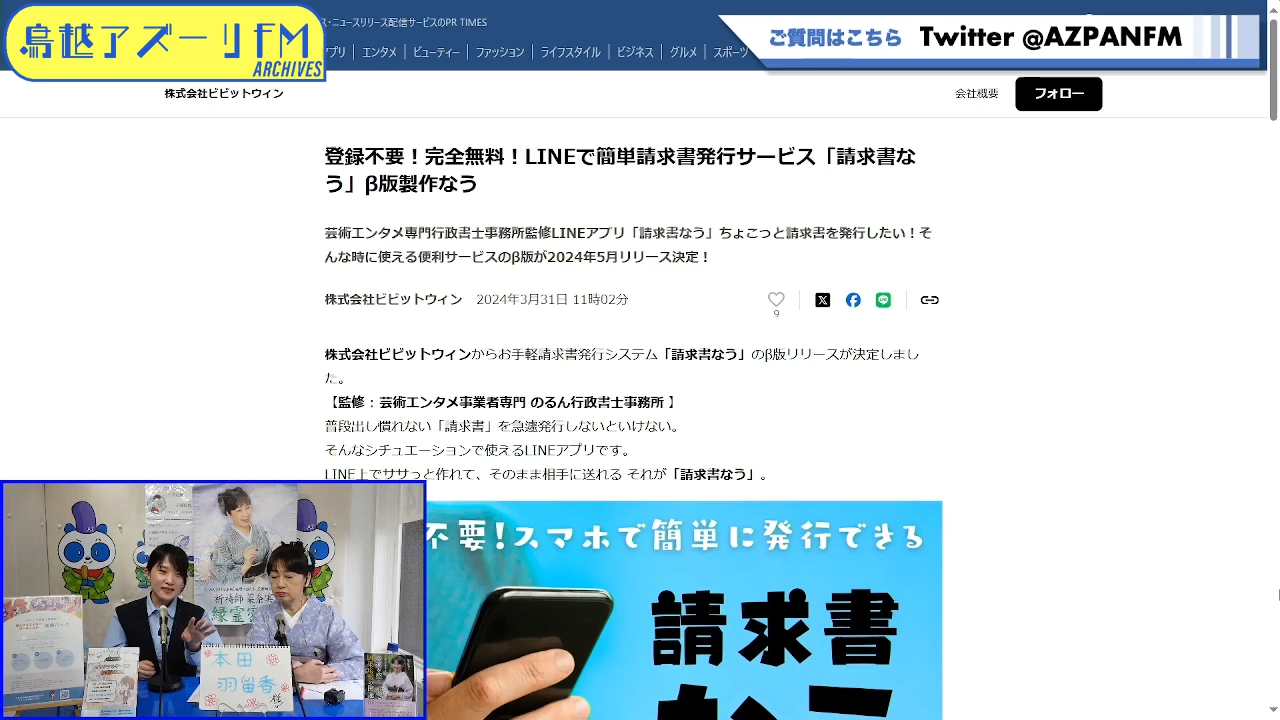 鳥越アズーリFM
ARCHIVES
ス・ニュースリリース配信サービスのPR TIMES
プリ
エンタメ
ビューティー
ファッション
ライフスタイル
ビジネス
グルメ
スポーツ
ご質問はこちら Twitter @AZPANFM
株式会社ビビットウィン
会社概要
フォロー
登録不要！完全無料！LINEで簡単請求書発行サービス「請求書な
う」β版製作なう
芸術エンタメ専門行政書士事務所監修LINEアプリ「請求書なう」ちょこっと請求書を発行したい！そ
んな時に使える便利サービスのβ版が2024年5月リリース決定！
株式会社ビビットウィン 2024年3月31日 11時02分
9
株式会社ビビットウィンからお手軽請求書発行システム「請求書なう」のβ版リリースが決定しまし
た。
【監修 : 芸術エンタメ事業者専門 のるん行政書士事務所 】
普段出し慣れない「請求書」を急遽発行しないといけない。
そんなシチュエーションで使えるLINEアプリです。
LINE上でササっと作れて、そのまま相手に送れる それが「請求書なう」。
不要！スマホで簡単に発行できる
請求書
本田
羽留香